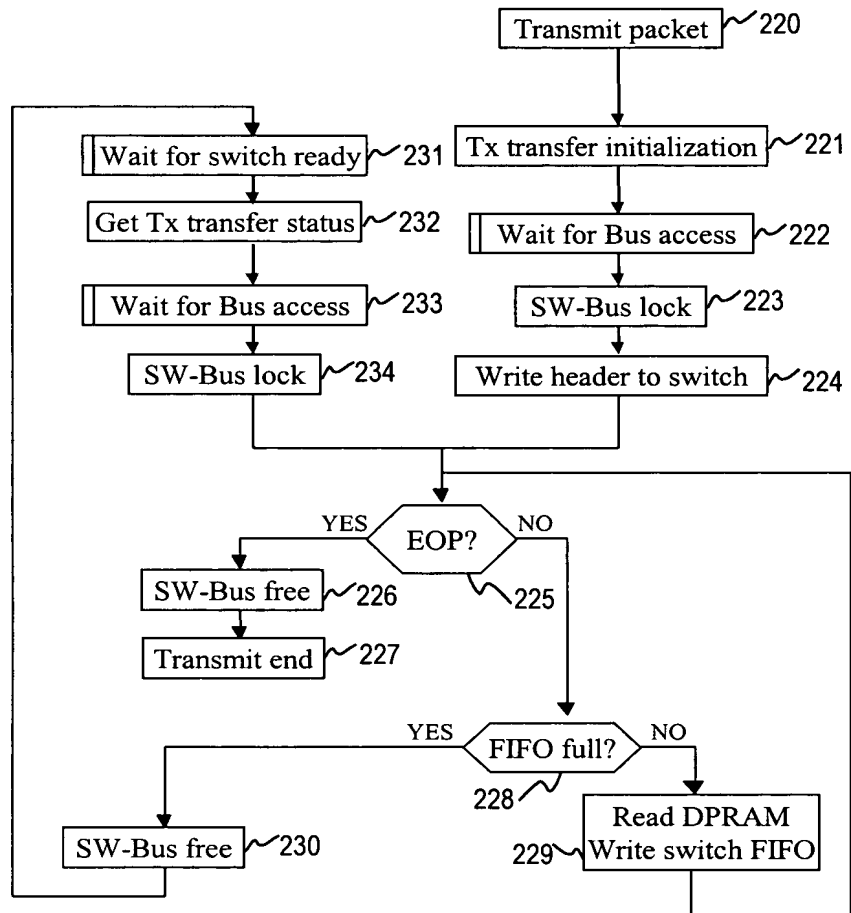 Transmit packet 220
Wait for switch ready 231
Tx transfer initialization 221
Get Tx transfer status 232
Wait for Bus access 222
Wait for Bus access 233
SW-Bus lock 223
SW-Bus lock 234
Write header to switch 224
YES
EOP?
NO
225
SW-Bus free 226
Transmit end 227
YES
FIFO full?
NO
228
SW-Bus free 230
Read DPRAM
Write switch FIFO
229